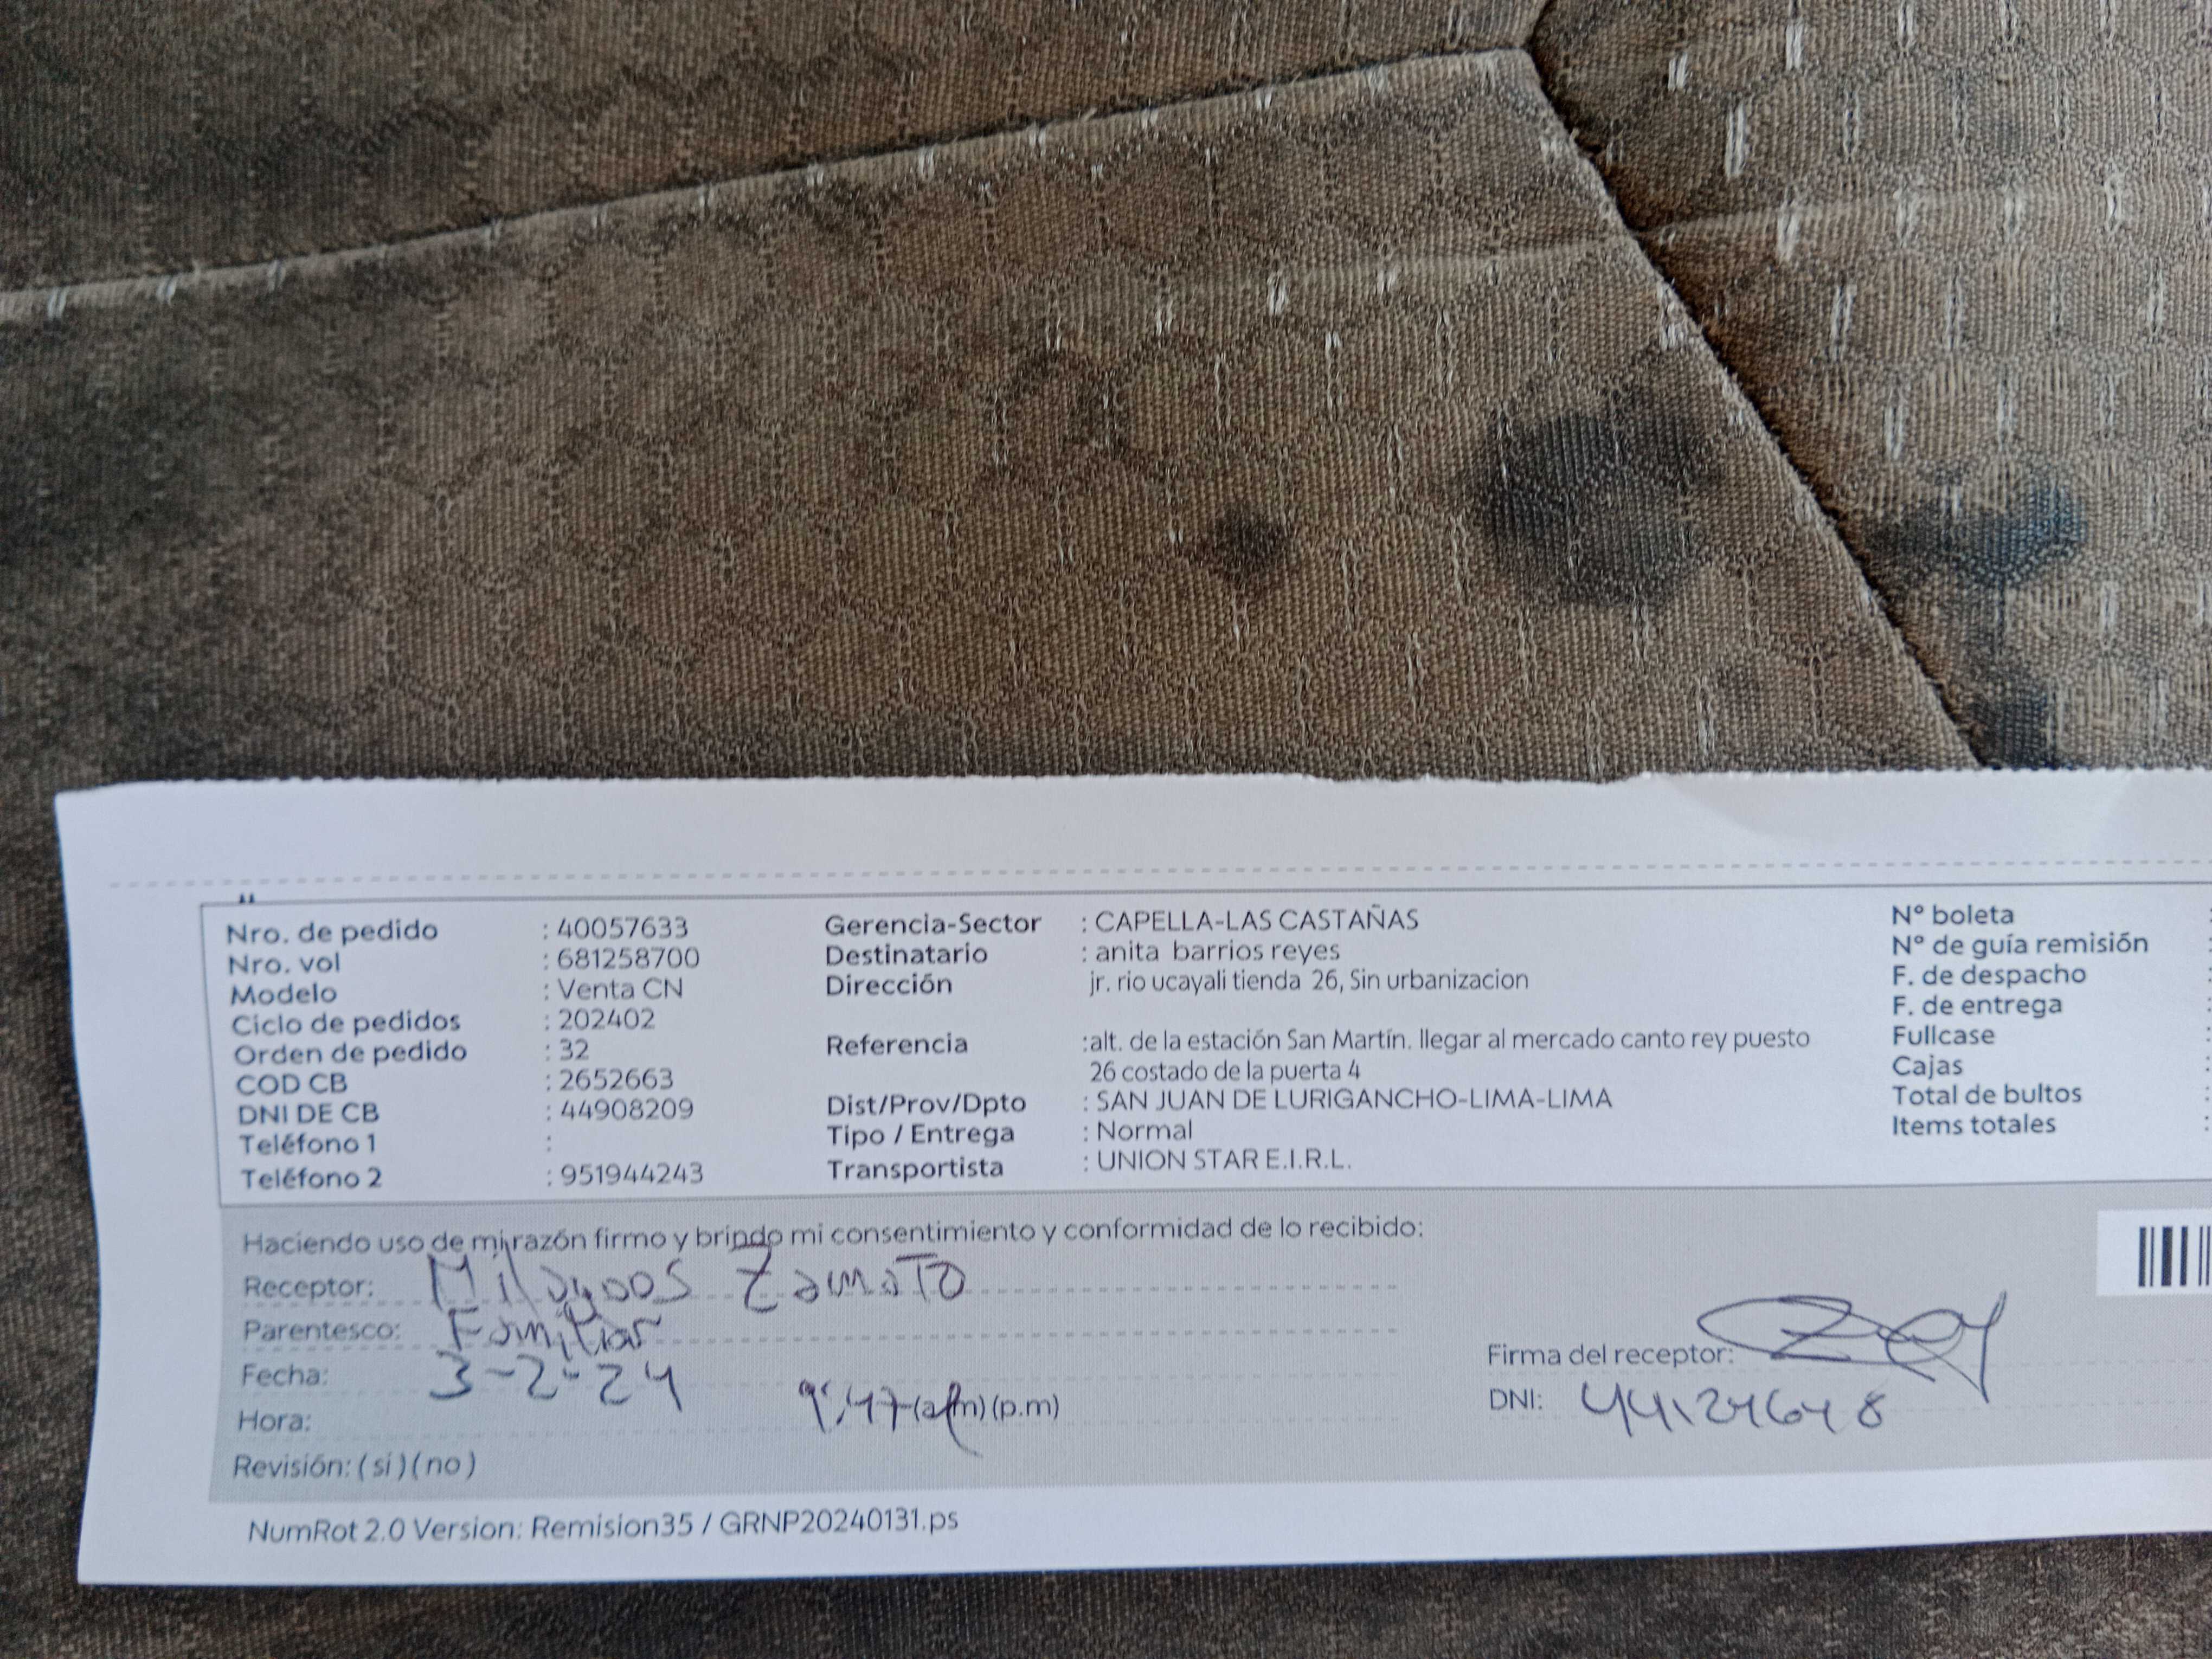 Nro. de pedido : 40057633
Nro. vol : 681258700
Modelo : Venta CN
Ciclo de pedidos : 202402
Orden de pedido : 32
COD CB : 2652663
DNI DE CB : 44908209
Teléfono 1 :
Teléfono 2 : 951944243
Gerencia-Sector : CAPELLA-LAS CASTAÑAS
Destinatario : anita barrios reyes
Dirección jr. rio ucayali tienda 26, Sin urbanizacion
Referencia :alt. de la estación San Martín. llegar al mercado canto rey puesto
26 costado de la puerta 4
Dist/Prov/Dpto : SAN JUAN DE LURIGANCHO-LIMA-LIMA
Tipo / Entrega : Normal
Transportista : UNION STAR E.I.R.L.
N° boleta :
N° de guía remisión :
F. de despacho
F. de entrega
Fullcase :
Cajas :
Total de bultos :
Items totales :
Haciendo uso de mi razón firmo y brindo mi consentimiento y conformidad de lo recibido:
Receptor: Milagros
Parentesco: Familiar
Fecha: 3-2-24
Hora: 9:47 (a.m) (p.m)
Revisión: ( si ) ( no )
Firma del receptor:
DNI: 44124648
NumRot 2.0 Version: Remision35 / GRNP20240131.ps